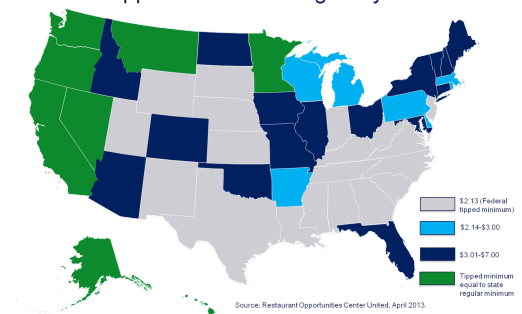 $2.13 (Federal
tipped minimum)
$2.14-$3.00
$3.01-$7.00
Tipped minimum
equal to state
regular minimum
Source: Restaurant Opportunities Center United, April 2013.